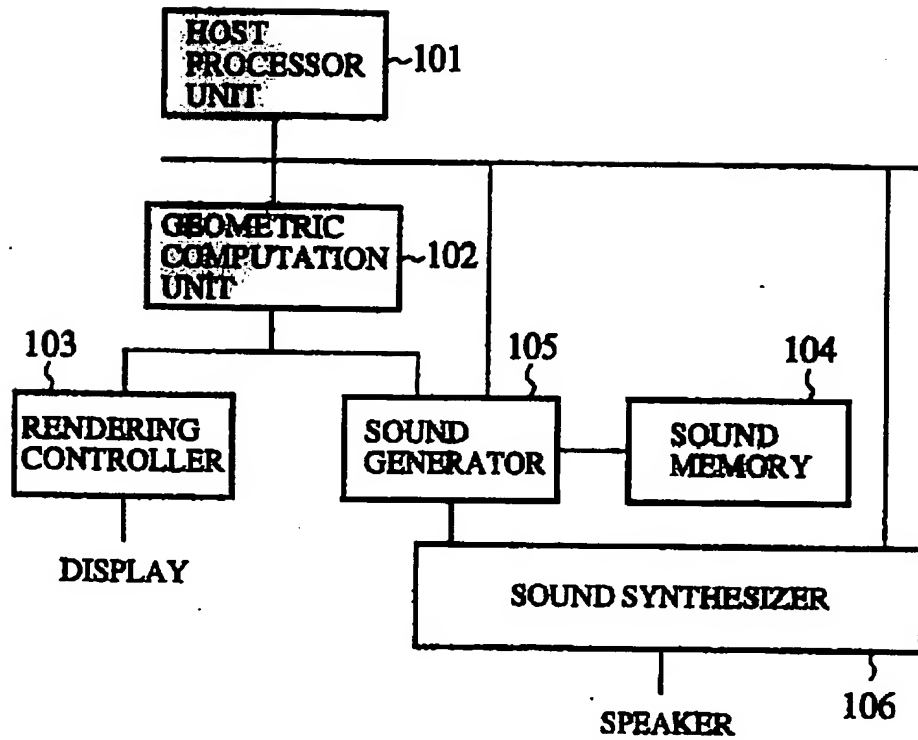 HOST
PROCESSOR
UNIT
101
GEOMETRIC
COMPUTATION
UNIT
102
103
105
104
RENDERING
CONTROLLER
SOUND
GENERATOR
SOUND
MEMORY
DISPLAY
SOUND SYNTHESIZER
SPEAKER
106